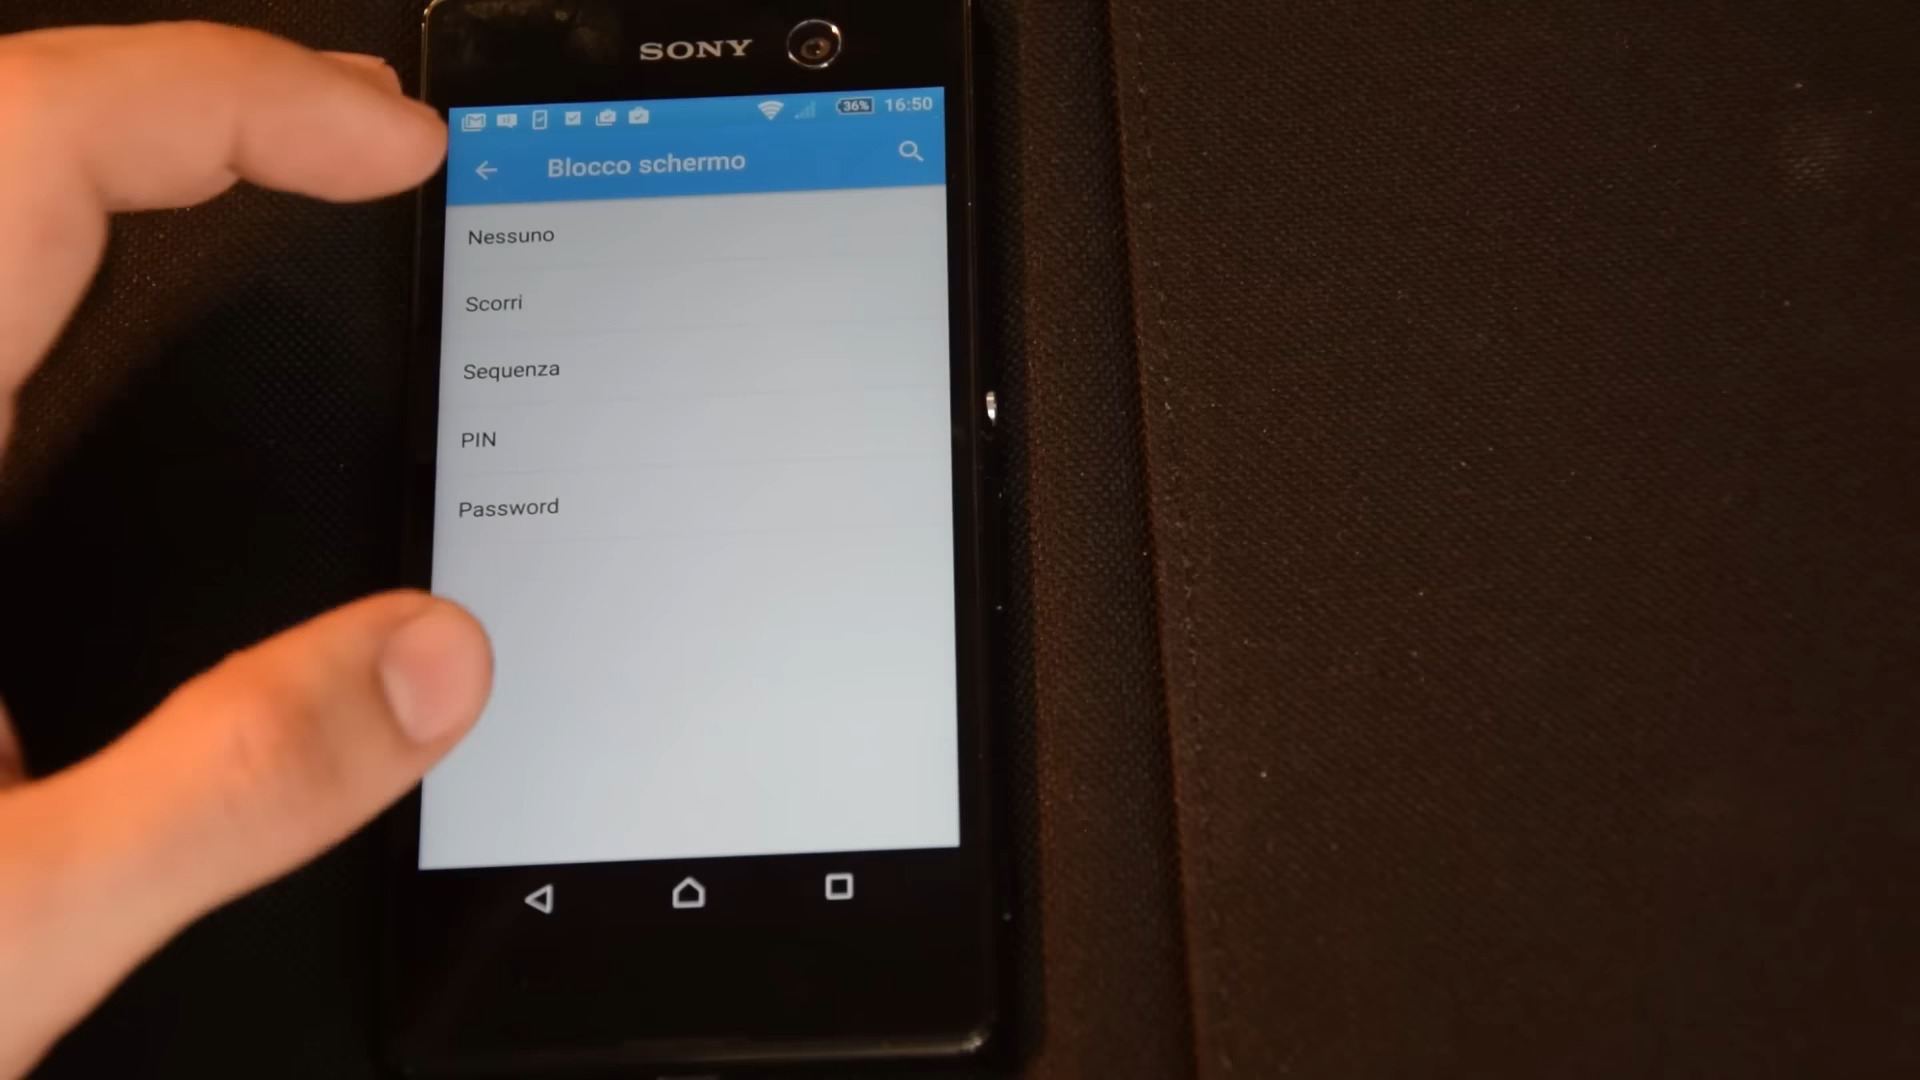 SONY
36% 16:50
Blocco schermo
Nessuno
Scorri
Sequenza
PIN
Password